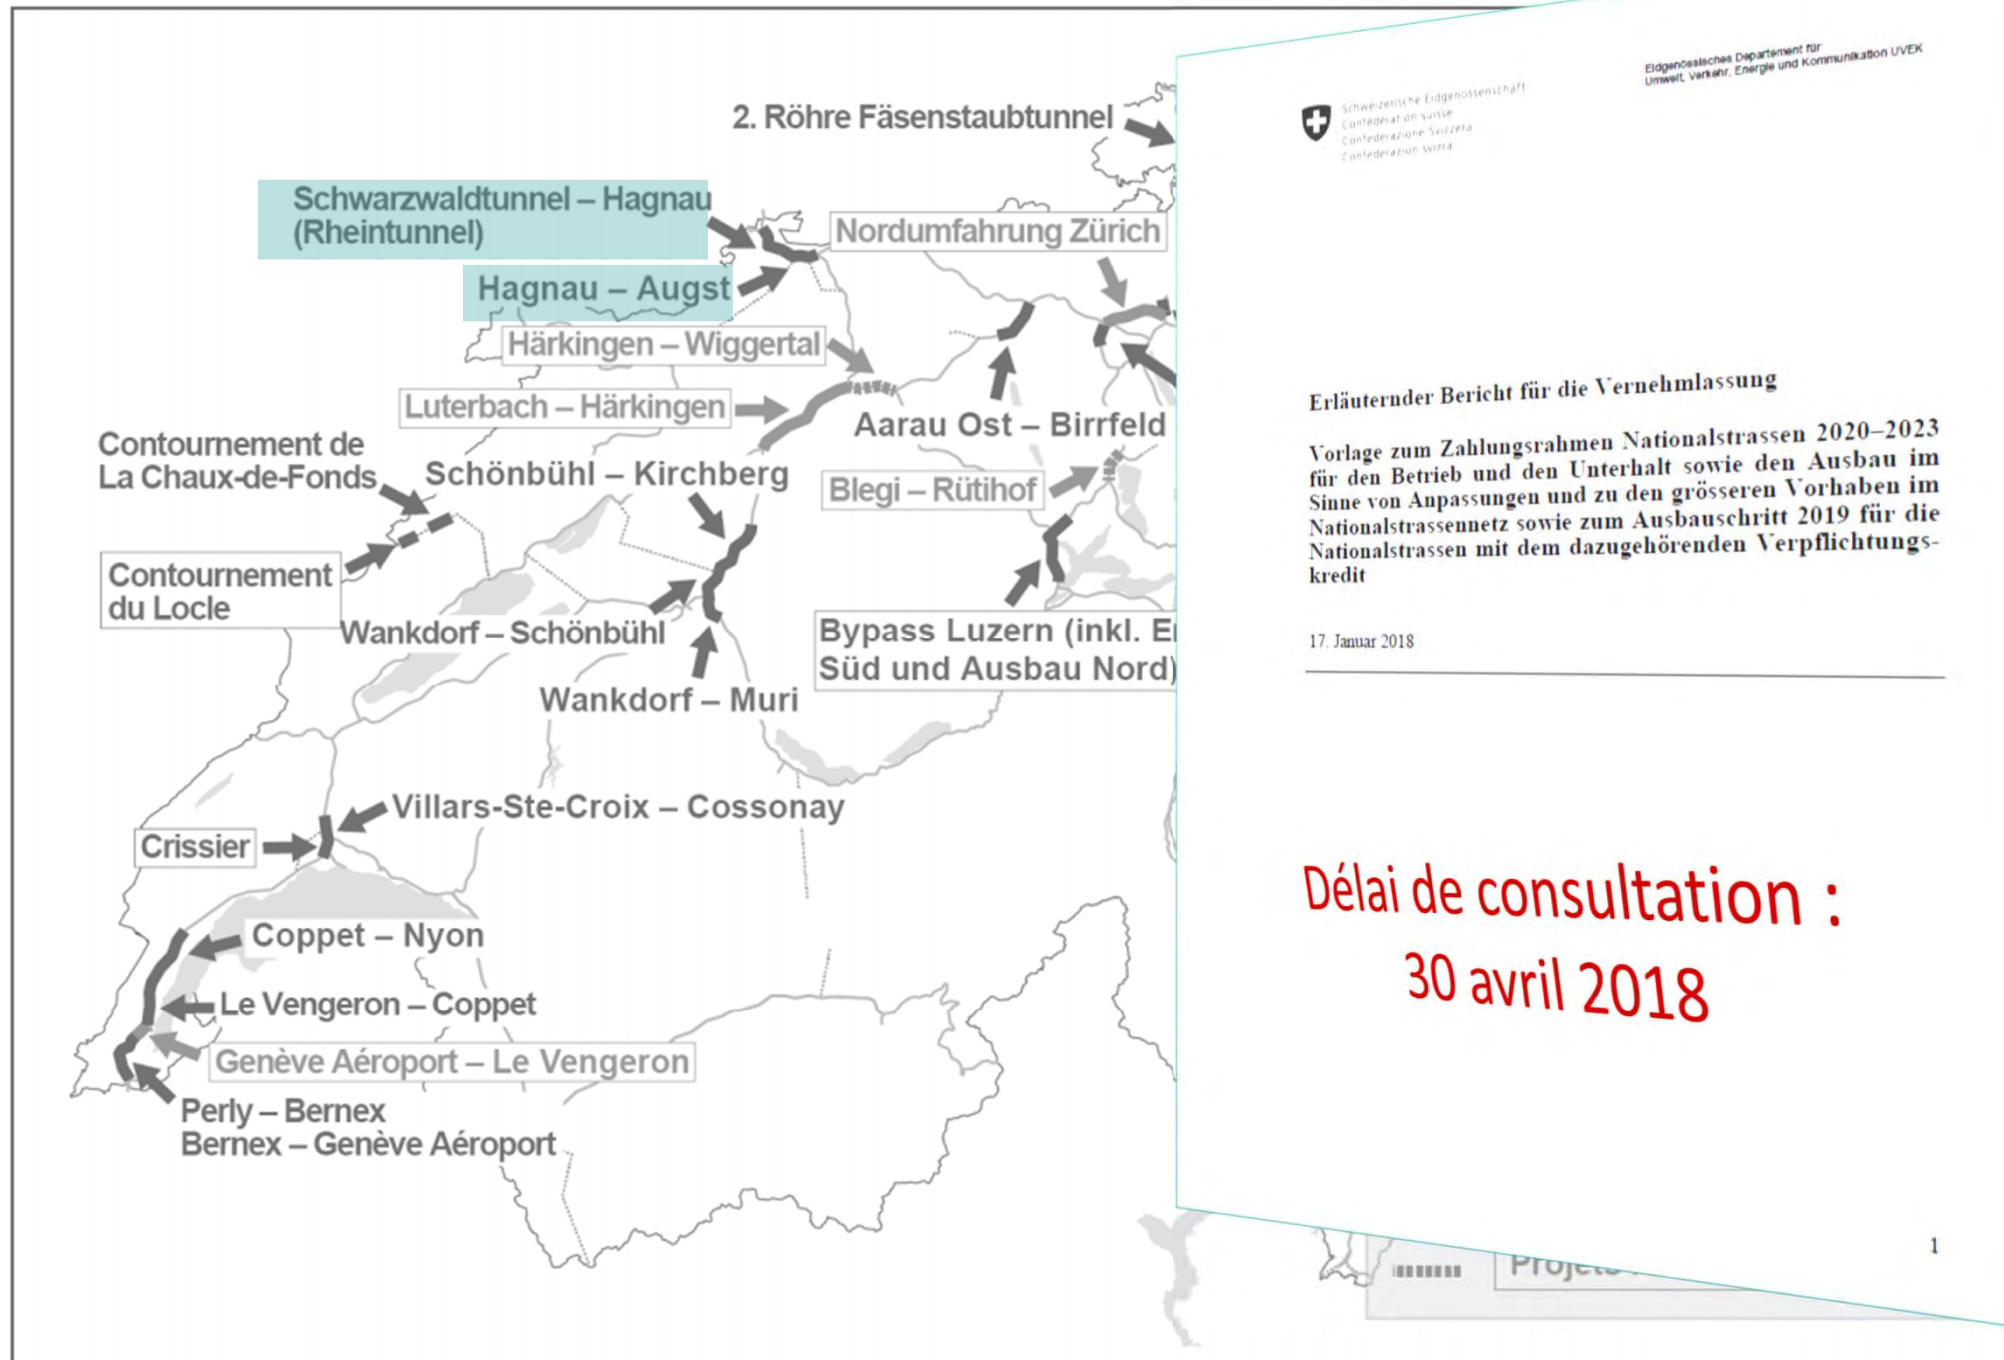 2. Röhre Fäsenstaubtunnel
Schwarzwaldtunnel – Hagnau
(Rheintunnel)
Nordumfahrung Zürich
Hagnau – Augst
Härkingen – Wiggertal
Luterbach – Härkingen
Aarau Ost – Birrfeld
Contournement de
La Chaux-de-Fonds
Schönbühl – Kirchberg
Blegi – Rütihof
Contournement
du Locle
Wankdorf – Schönbühl
Bypass Luzern (inkl.
Süd und Ausbau Nord)
Wankdorf – Muri
Villars-Ste-Croix – Cossonay
Crissier
Coppet – Nyon
Le Vengeron – Coppet
Genève Aéroport – Le Vengeron
Perly – Bernex
Bernex – Genève Aéroport
Eidgenössisches Departement für
Umwelt, Verkehr, Energie und Kommunikation UVEK
Schweizerische Eidgenossenschaft
Confédération suisse
Confederazione Svizzera
Confederaziun svizra
Erläuternder Bericht für die Vernehmlassung
Vorlage zum Zahlungsrahmen Nationalstrassen 2020–2023
für den Betrieb und den Unterhalt sowie den Ausbau im
Sinne von Anpassungen und zu den grösseren Vorhaben im
Nationalstrassennetz sowie zum Ausbauschritt 2019 für die
Nationalstrassen mit dem dazugehörenden Verpflichtungs-
kredit
17. Januar 2018
Délai de consultation :
30 avril 2018
1